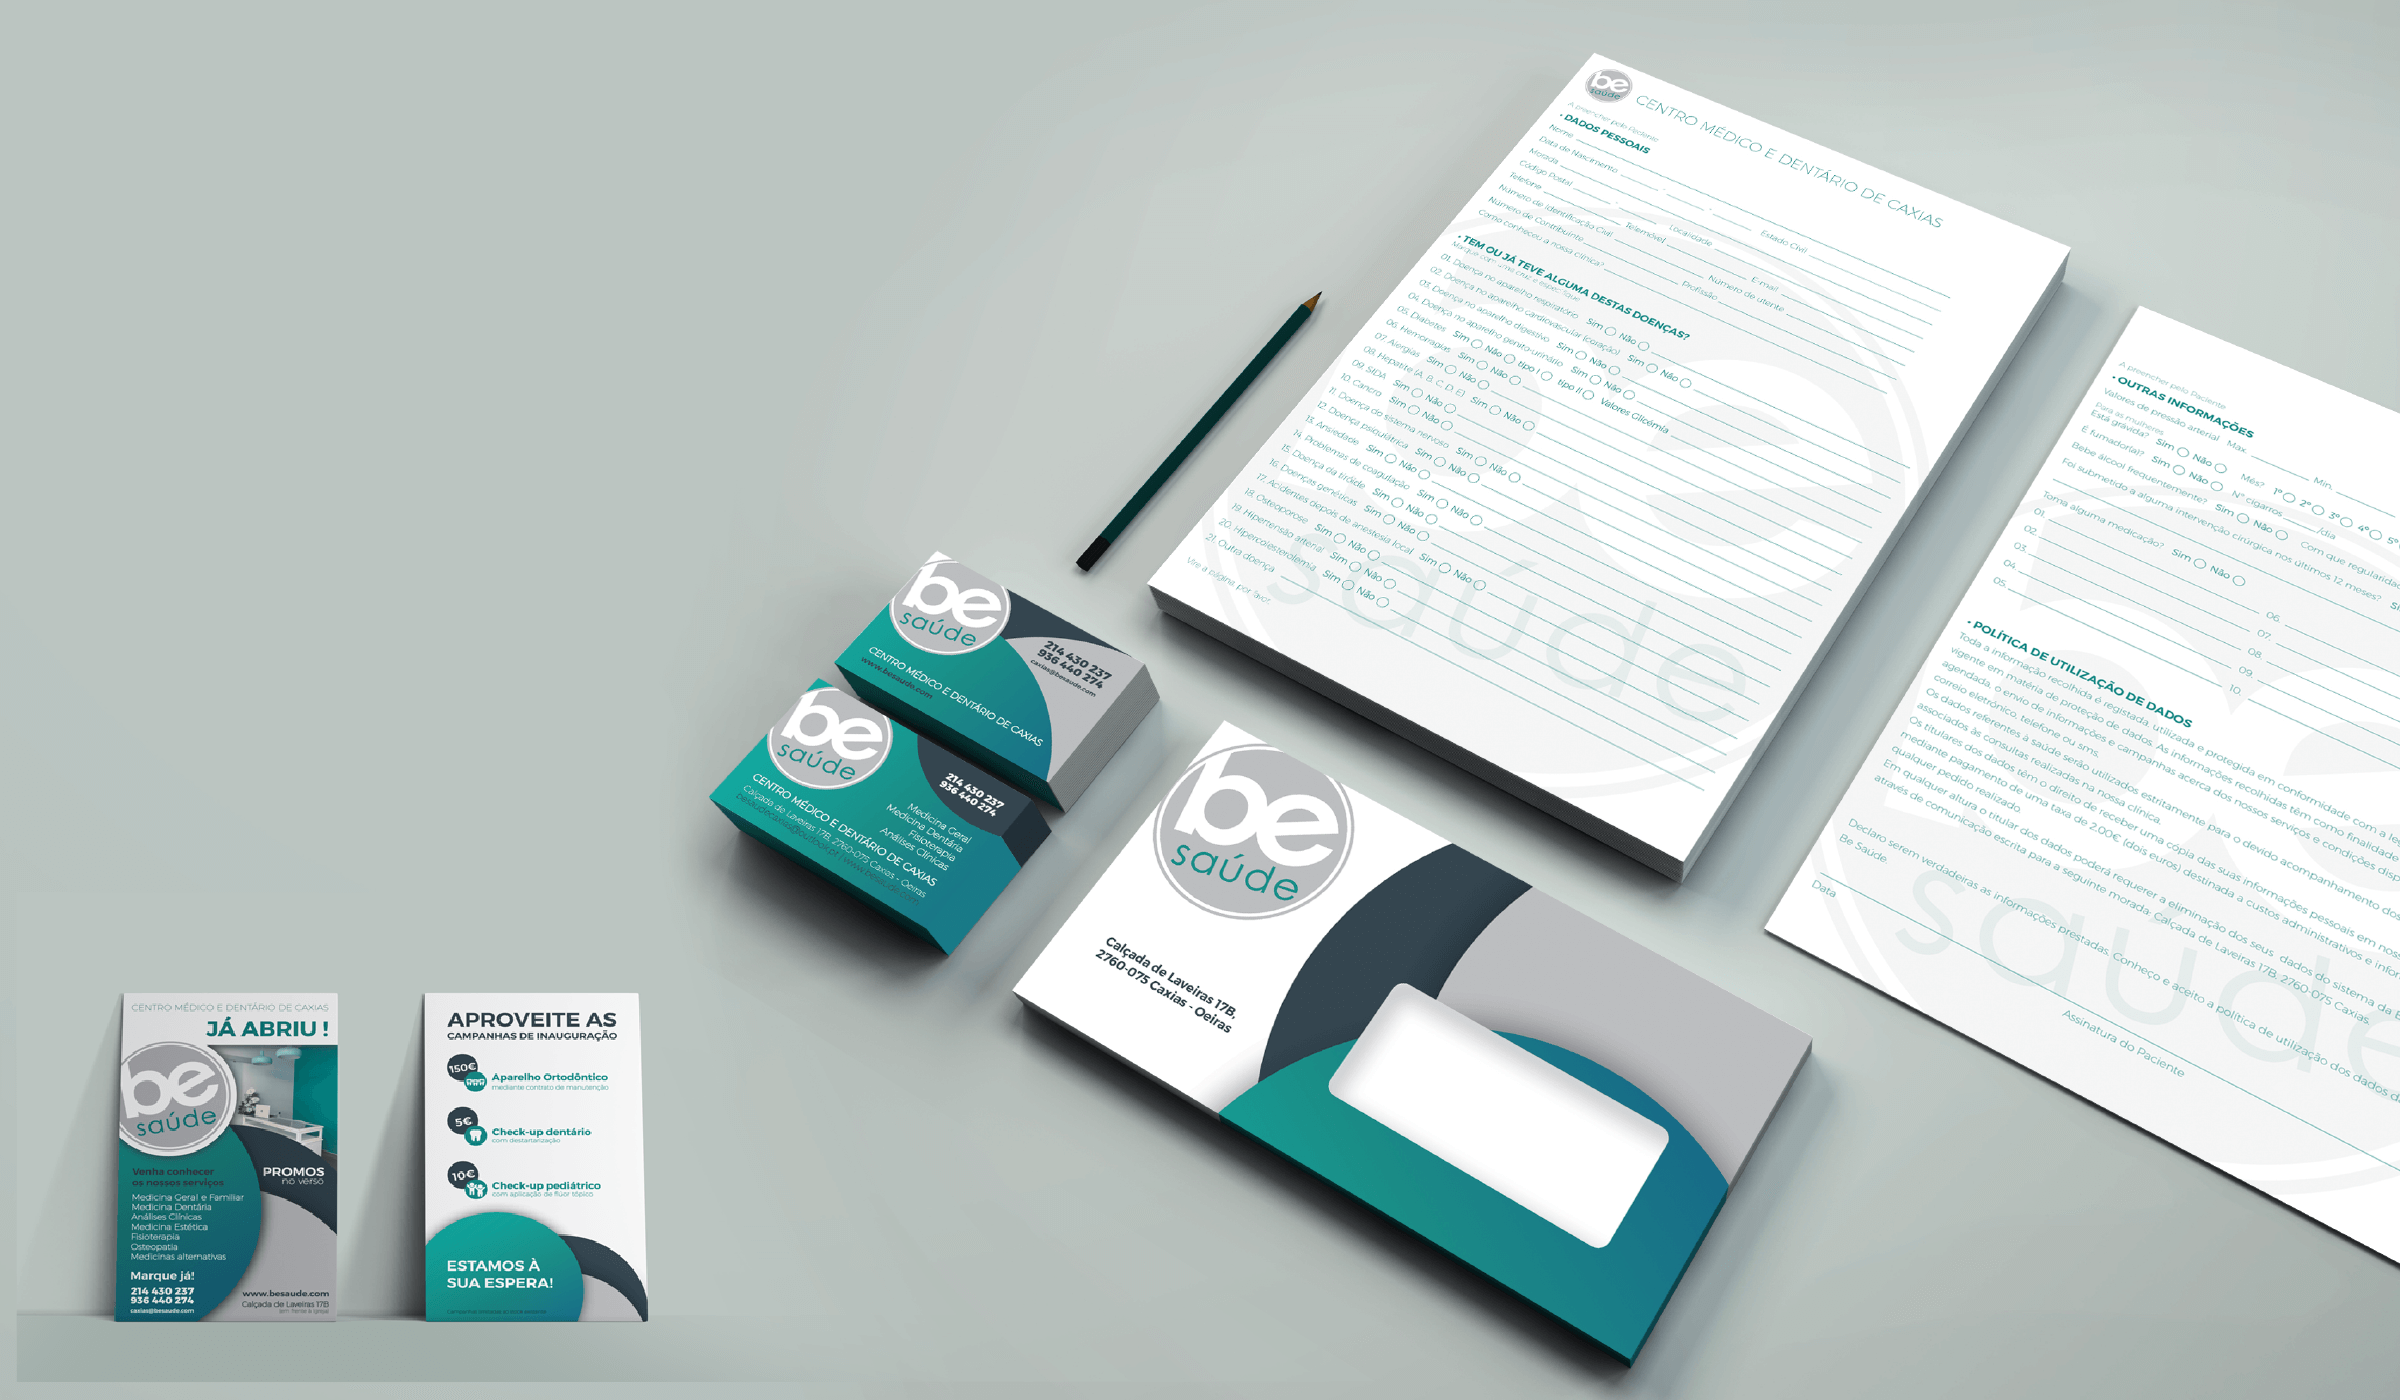 be
saúde
CENTRO MÉDICO E DENTÁRIO DE CAXIAS
A preencher pelo Paciente
• DADOS PESSOAIS
Nome
Data de Nascimento
Estado Civil
Morada
Código Postal - Localidade
Telefone Telemóvel E-mail
Número de Identificação Civil Número de utente
Número de Contribuinte Profissão
Como conheceu a nossa clínica?
• TEM OU JÁ TEVE ALGUMA DESTAS DOENÇAS?
Marque com uma cruz e especifique
01. Doença no aparelho respiratório Sim Não
02. Doença no aparelho cardiovascular (coração) Sim Não
03. Doença no aparelho digestivo Sim Não
04. Doença no aparelho genito-urinário Sim Não
05. Diabetes Sim Não tipo I tipo II Valores Glicémia
06. Hemorragias Sim Não
07. Alergias Sim Não
08. Hepatite (A, B, C, D, E) Sim Não
09. SIDA Sim Não
10. Cancro Sim Não
11. Doença do sistema nervoso Sim Não
12. Doença psiquiátrica Sim Não
13. Ansiedade Sim Não
14. Problemas de coagulação Sim Não
15. Doença da tiróide Sim Não
16. Doenças genéticas Sim Não
17. Acidentes depois de anestesia local Sim Não
18. Osteoporose Sim Não
19. Hipertensão arterial Sim Não
20. Hipercolesterolemia Sim Não
21. Outra doença
Vire a página, por favor.
be
saúde
A preencher pelo Paciente
• OUTRAS INFORMAÇÕES
Valores de pressão arterial Max. Mín.
Para as mulheres
Está grávida? Sim Não Mês? 1º 2º 3º 4º 5º
É fumador(a)? Sim Não Nº cigarros /dia
Bebe álcool frequentemente? Sim Não Com que regularidade
Foi submetido a alguma intervenção cirúrgica nos últimos 12 meses?
Toma alguma medicação? Sim Não
01. 06.
02. 07.
03. 08.
04. 09.
05. 10.
• POLÍTICA DE UTILIZAÇÃO DE DADOS
Toda a informação recolhida é registada, utilizada e protegida em conformidade com a
vigente em matéria de proteção de dados. As informações recolhidas têm como finalidade
agendada, o envio de informações e campanhas acerca dos nossos serviços e condições
correio eletrónico, telefone ou sms.
Os dados referentes à saúde serão utilizados estritamente para o devido acompanhamento dos
associados às consultas realizadas na nossa clínica.
Os titulares dos dados têm o direito de receber uma cópia das suas informações pessoais em
mediante pagamento de uma taxa de 2,00€ (dois euros) destinada a custos administrativos e
qualquer pedido realizado.
Em qualquer altura o titular dos dados poderá requerer a eliminação dos seus dados do sistema da
através de comunicação escrita para a seguinte morada: Calçada de Laveiras 17B, 2760-075 Caxias.
Declaro serem verdadeiras as informações prestadas. Conheço e aceito a política de utilização dos dados
Be Saúde.
Data
Assinatura do Paciente
saúde
be
saúde
214 430 237
936 440 274
caxias@besaude.com
CENTRO MÉDICO E DENTÁRIO DE CAXIAS
www.besaude.com
be
saúde
214 430 237
936 440 274
Medicina Geral
Medicina Dentária
Fisioterapia
Análises Clínicas
CENTRO MÉDICO E DENTÁRIO DE CAXIAS
Calçada de Laveiras 17B, 2760-075 Caxias - Oeiras
be
saúde
Calçada de Laveiras 17B,
2760-075 Caxias - Oeiras
CENTRO MÉDICO E DENTÁRIO DE CAXIAS
JÁ ABRIU !
be
saúde
Venha conhecer
os nossos serviços
PROMOS
no verso
Medicina Geral e Familiar
Medicina Dentária
Análises Clínicas
Medicina Estética
Fisioterapia
Osteopatia
Medicinas alternativas
Marque já!
214 430 237
936 440 274
caxias@besaude.com
www.besaude.com
Calçada de Laveiras 17B
APROVEITE AS
CAMPANHAS DE INAUGURAÇÃO
150€
Aparelho Ortodôntico
mediante contrato de manutenção
5€
Check-up dentário
com destartarização
10€
Check-up pediátrico
com aplicação de flúor tópico
ESTAMOS À
SUA ESPERA!